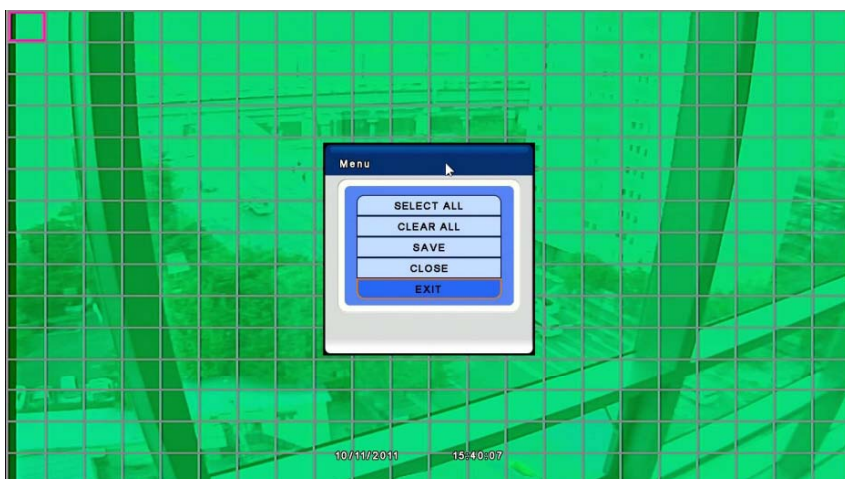 Menu
SELECT ALL
CLEAR ALL
SAVE
CLOSE
EXIT
10/11/2011 15:40:07